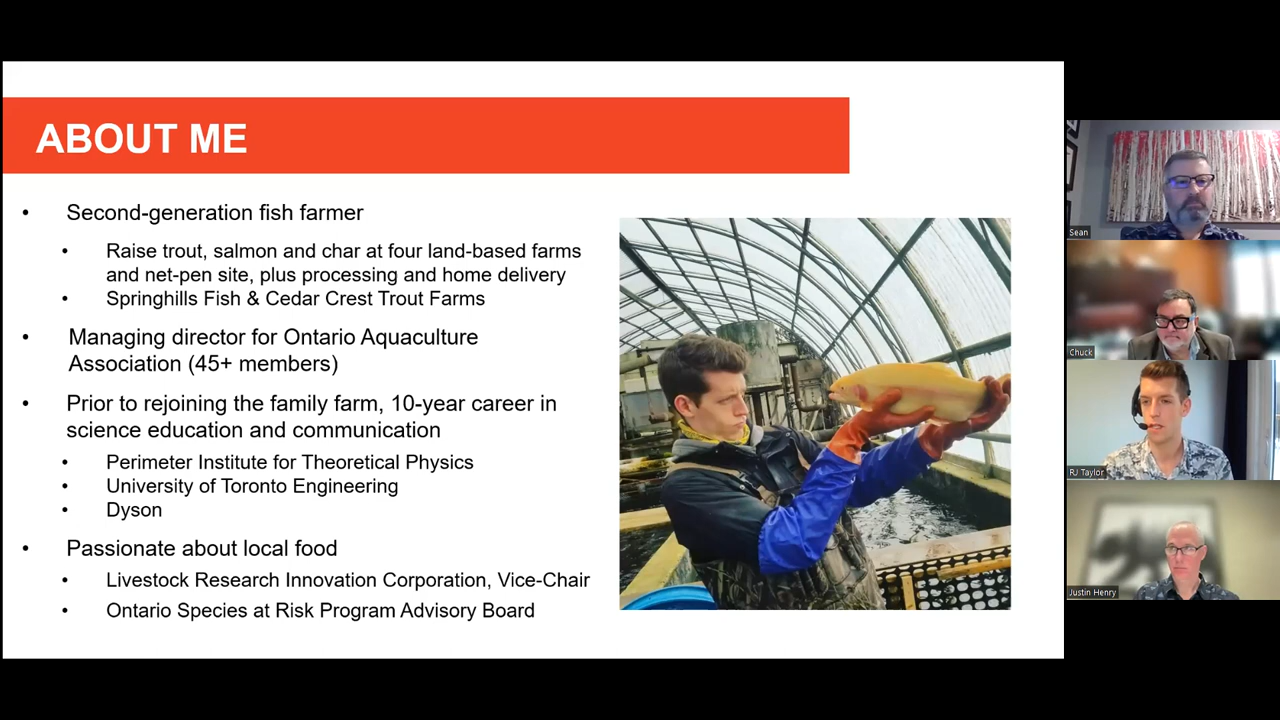 ABOUT ME
• Second-generation fish farmer
• Raise trout, salmon and char at four land-based farms
and net-pen site, plus processing and home delivery
• Springhills Fish & Cedar Crest Trout Farms
• Managing director for Ontario Aquaculture
Association (45+ members)
• Prior to rejoining the family farm, 10-year career in
science education and communication
• Perimeter Institute for Theoretical Physics
• University of Toronto Engineering
• Dyson
• Passionate about local food
• Livestock Research Innovation Corporation, Vice-Chair
• Ontario Species at Risk Program Advisory Board
Sean
Chuck
RJ Taylor
Justin Henry